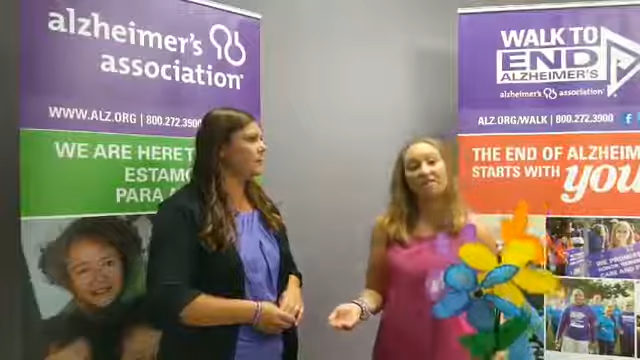 alzheimer's
association
WWW.ALZ.ORG | 800.272.3900
WE ARE HERE
ESTAM
PARA
WALK TO
END
ALZHEIMER'S
alzheimer's association
ALZ.ORG/WALK | 800.272.3900 f
THE END OF ALZHEIM
STARTS WITH you